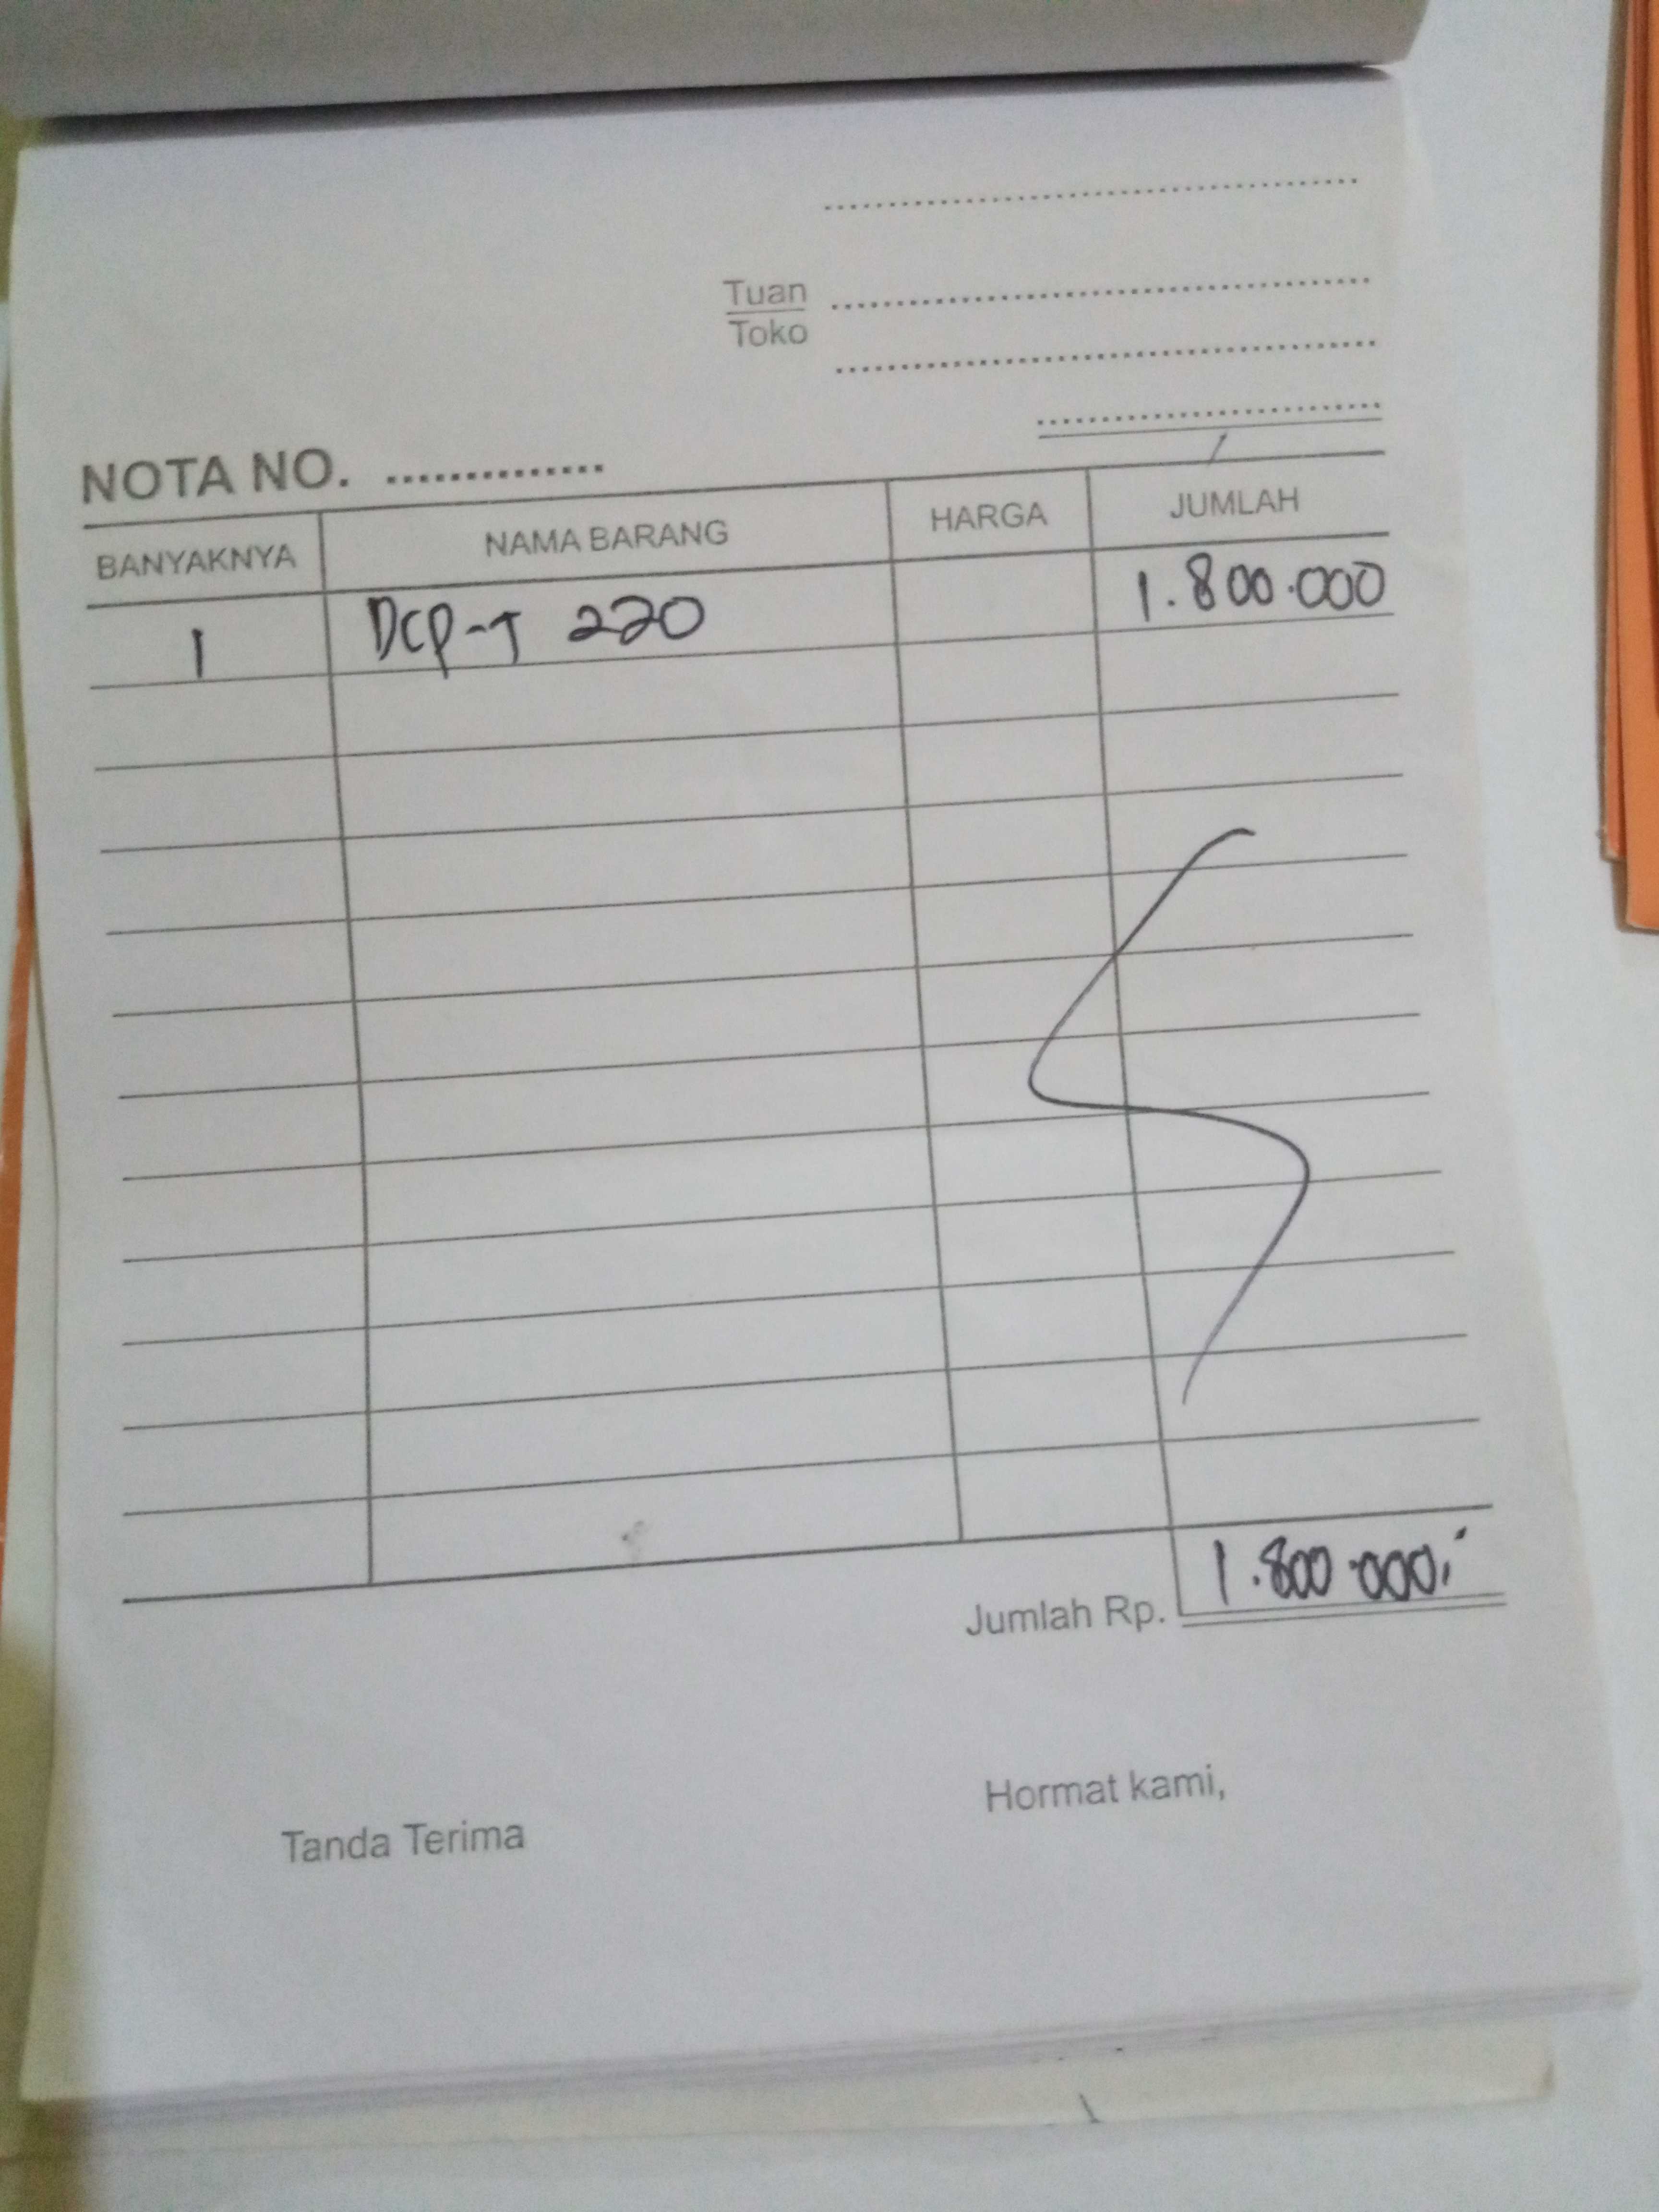 Tuan
Toko
NOTA NO. ..............
BANYAKNYA NAMA BARANG HARGA JUMLAH
1 DCP-T 220 1.800.000
Jumlah Rp. 1.800.000,-
Tanda Terima Hormat kami,